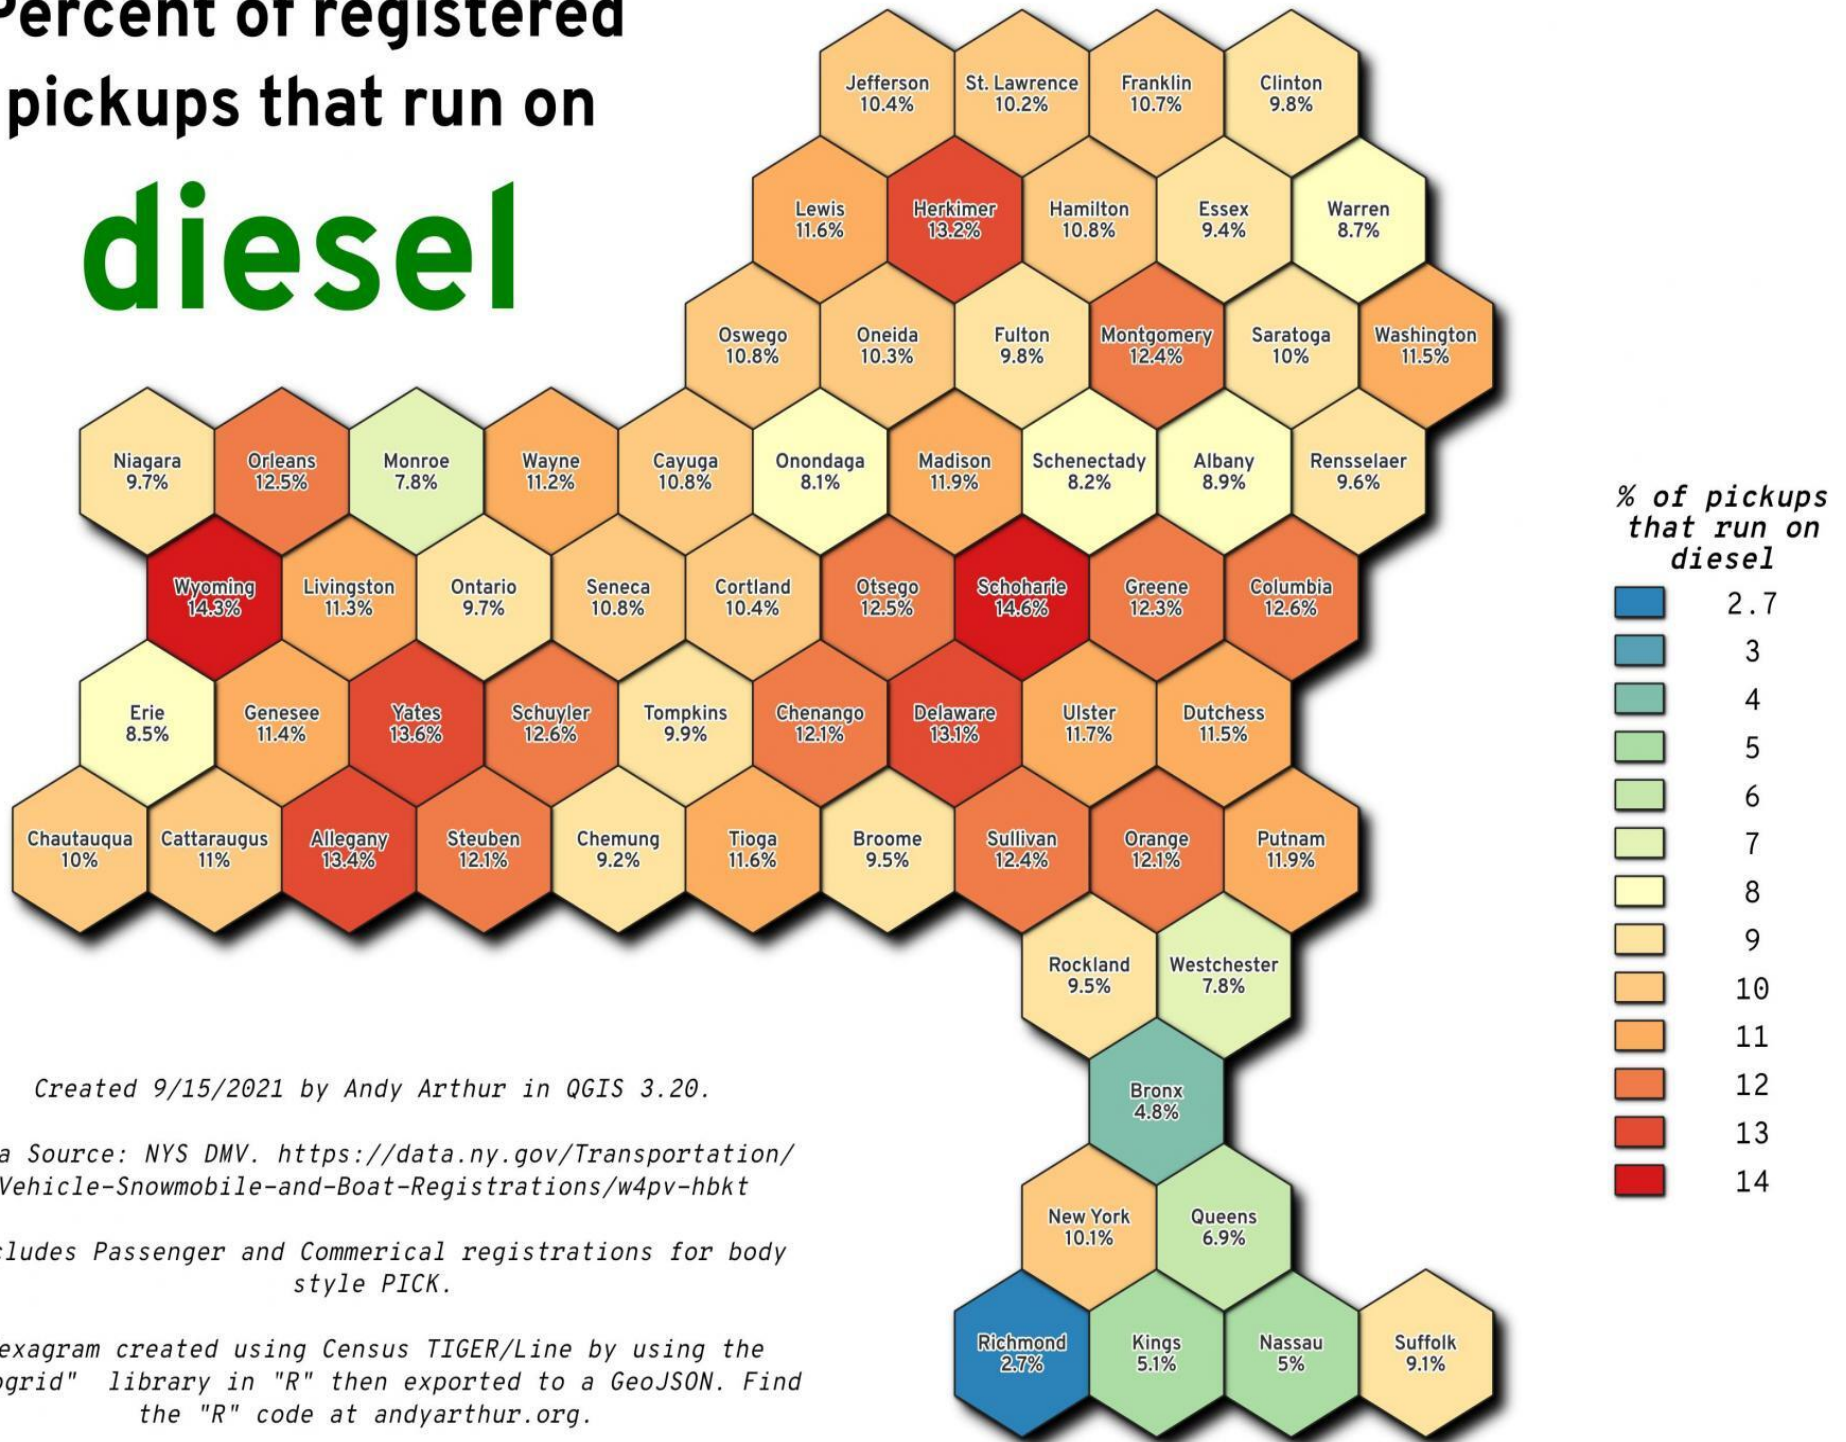 Percent of registered
pickups that run on
diesel
Jefferson
10.4%
St. Lawrence
10.2%
Franklin
10.7%
Clinton
9.8%
Lewis
11.6%
Herkimer
13.2%
Hamilton
10.8%
Essex
9.4%
Warren
8.7%
Oswego
10.8%
Oneida
10.3%
Fulton
9.8%
Montgomery
12.4%
Saratoga
10%
Washington
11.5%
Niagara
9.7%
Orleans
12.5%
Monroe
7.8%
Wayne
11.2%
Cayuga
10.8%
Onondaga
8.1%
Madison
11.9%
Schenectady
8.2%
Albany
8.9%
Rensselaer
9.6%
Wyoming
14.3%
Livingston
11.3%
Ontario
9.7%
Seneca
10.8%
Cortland
10.4%
Otsego
12.5%
Schoharie
14.6%
Greene
12.3%
Columbia
12.6%
Erie
8.5%
Genesee
11.4%
Yates
13.6%
Schuyler
12.6%
Tompkins
9.9%
Chenango
12.1%
Delaware
13.1%
Ulster
11.7%
Dutchess
11.5%
Chautauqua
10%
Cattaraugus
11%
Allegany
13.4%
Steuben
12.1%
Chemung
9.2%
Tioga
11.6%
Broome
9.5%
Sullivan
12.4%
Orange
12.1%
Putnam
11.9%
Rockland
9.5%
Westchester
7.8%
Bronx
4.8%
New York
10.1%
Queens
6.9%
Richmond
2.7%
Kings
5.1%
Nassau
5%
Suffolk
9.1%
% of pickups
that run on
diesel
2.7
3
4
5
6
7
8
9
10
11
12
13
14
Created 9/15/2021 by Andy Arthur in QGIS 3.20.
a Source: NYS DMV. https://data.ny.gov/Transportation/
Vehicle-Snowmobile-and-Boat-Registrations/w4pv-hbkt
cludes Passenger and Commerical registrations for body
style PICK.
exagram created using Census TIGER/Line by using the
ogrid" library in "R" then exported to a GeoJSON. Find
the "R" code at andyarthur.org.